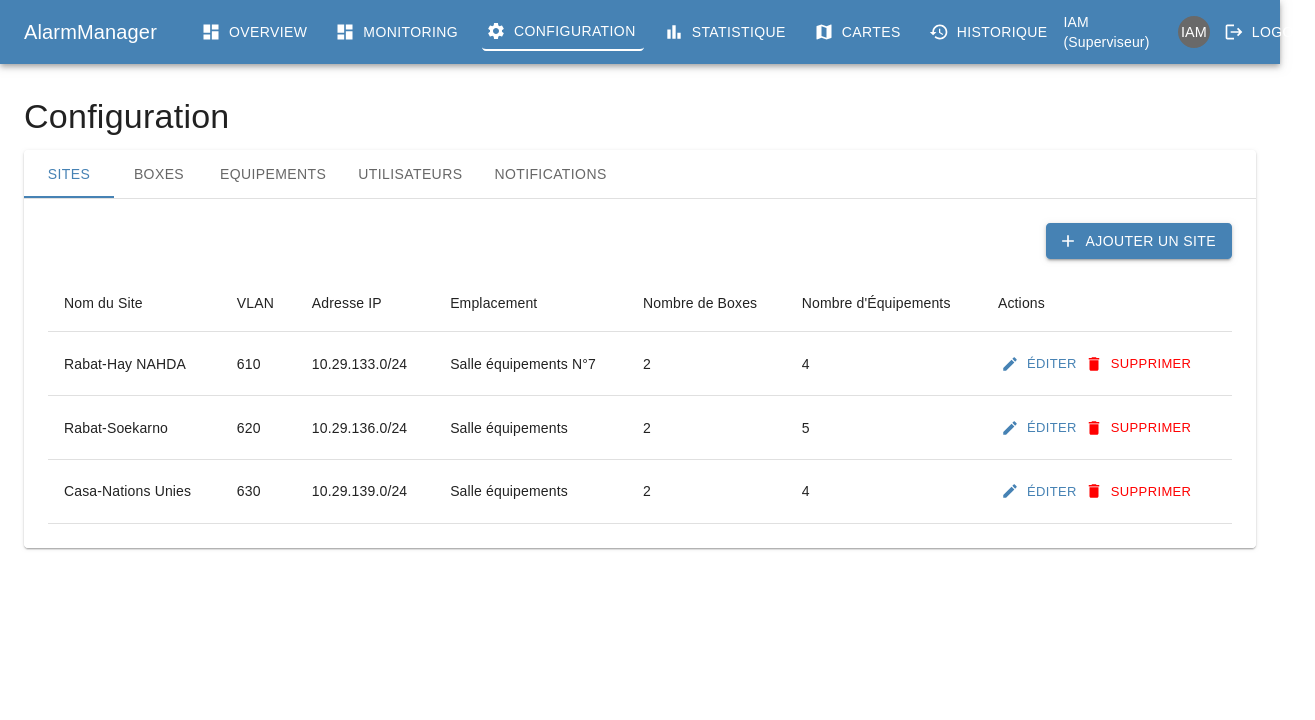 AlarmManager OVERVIEW MONITORING CONFIGURATION STATISTIQUE CARTES HISTORIQUE IAM (Superviseur) IAM
Configuration
SITES BOXES EQUIPEMENTS UTILISATEURS NOTIFICATIONS
AJOUTER UN SITE
Nom du Site VLAN Adresse IP Emplacement Nombre de Boxes Nombre d'Équipements Actions
Rabat-Hay NAHDA 610 10.29.133.0/24 Salle équipements N°7 2 4 ÉDITER SUPPRIMER
Rabat-Soekarno 620 10.29.136.0/24 Salle équipements 2 5 ÉDITER SUPPRIMER
Casa-Nations Unies 630 10.29.139.0/24 Salle équipements 2 4 ÉDITER SUPPRIMER